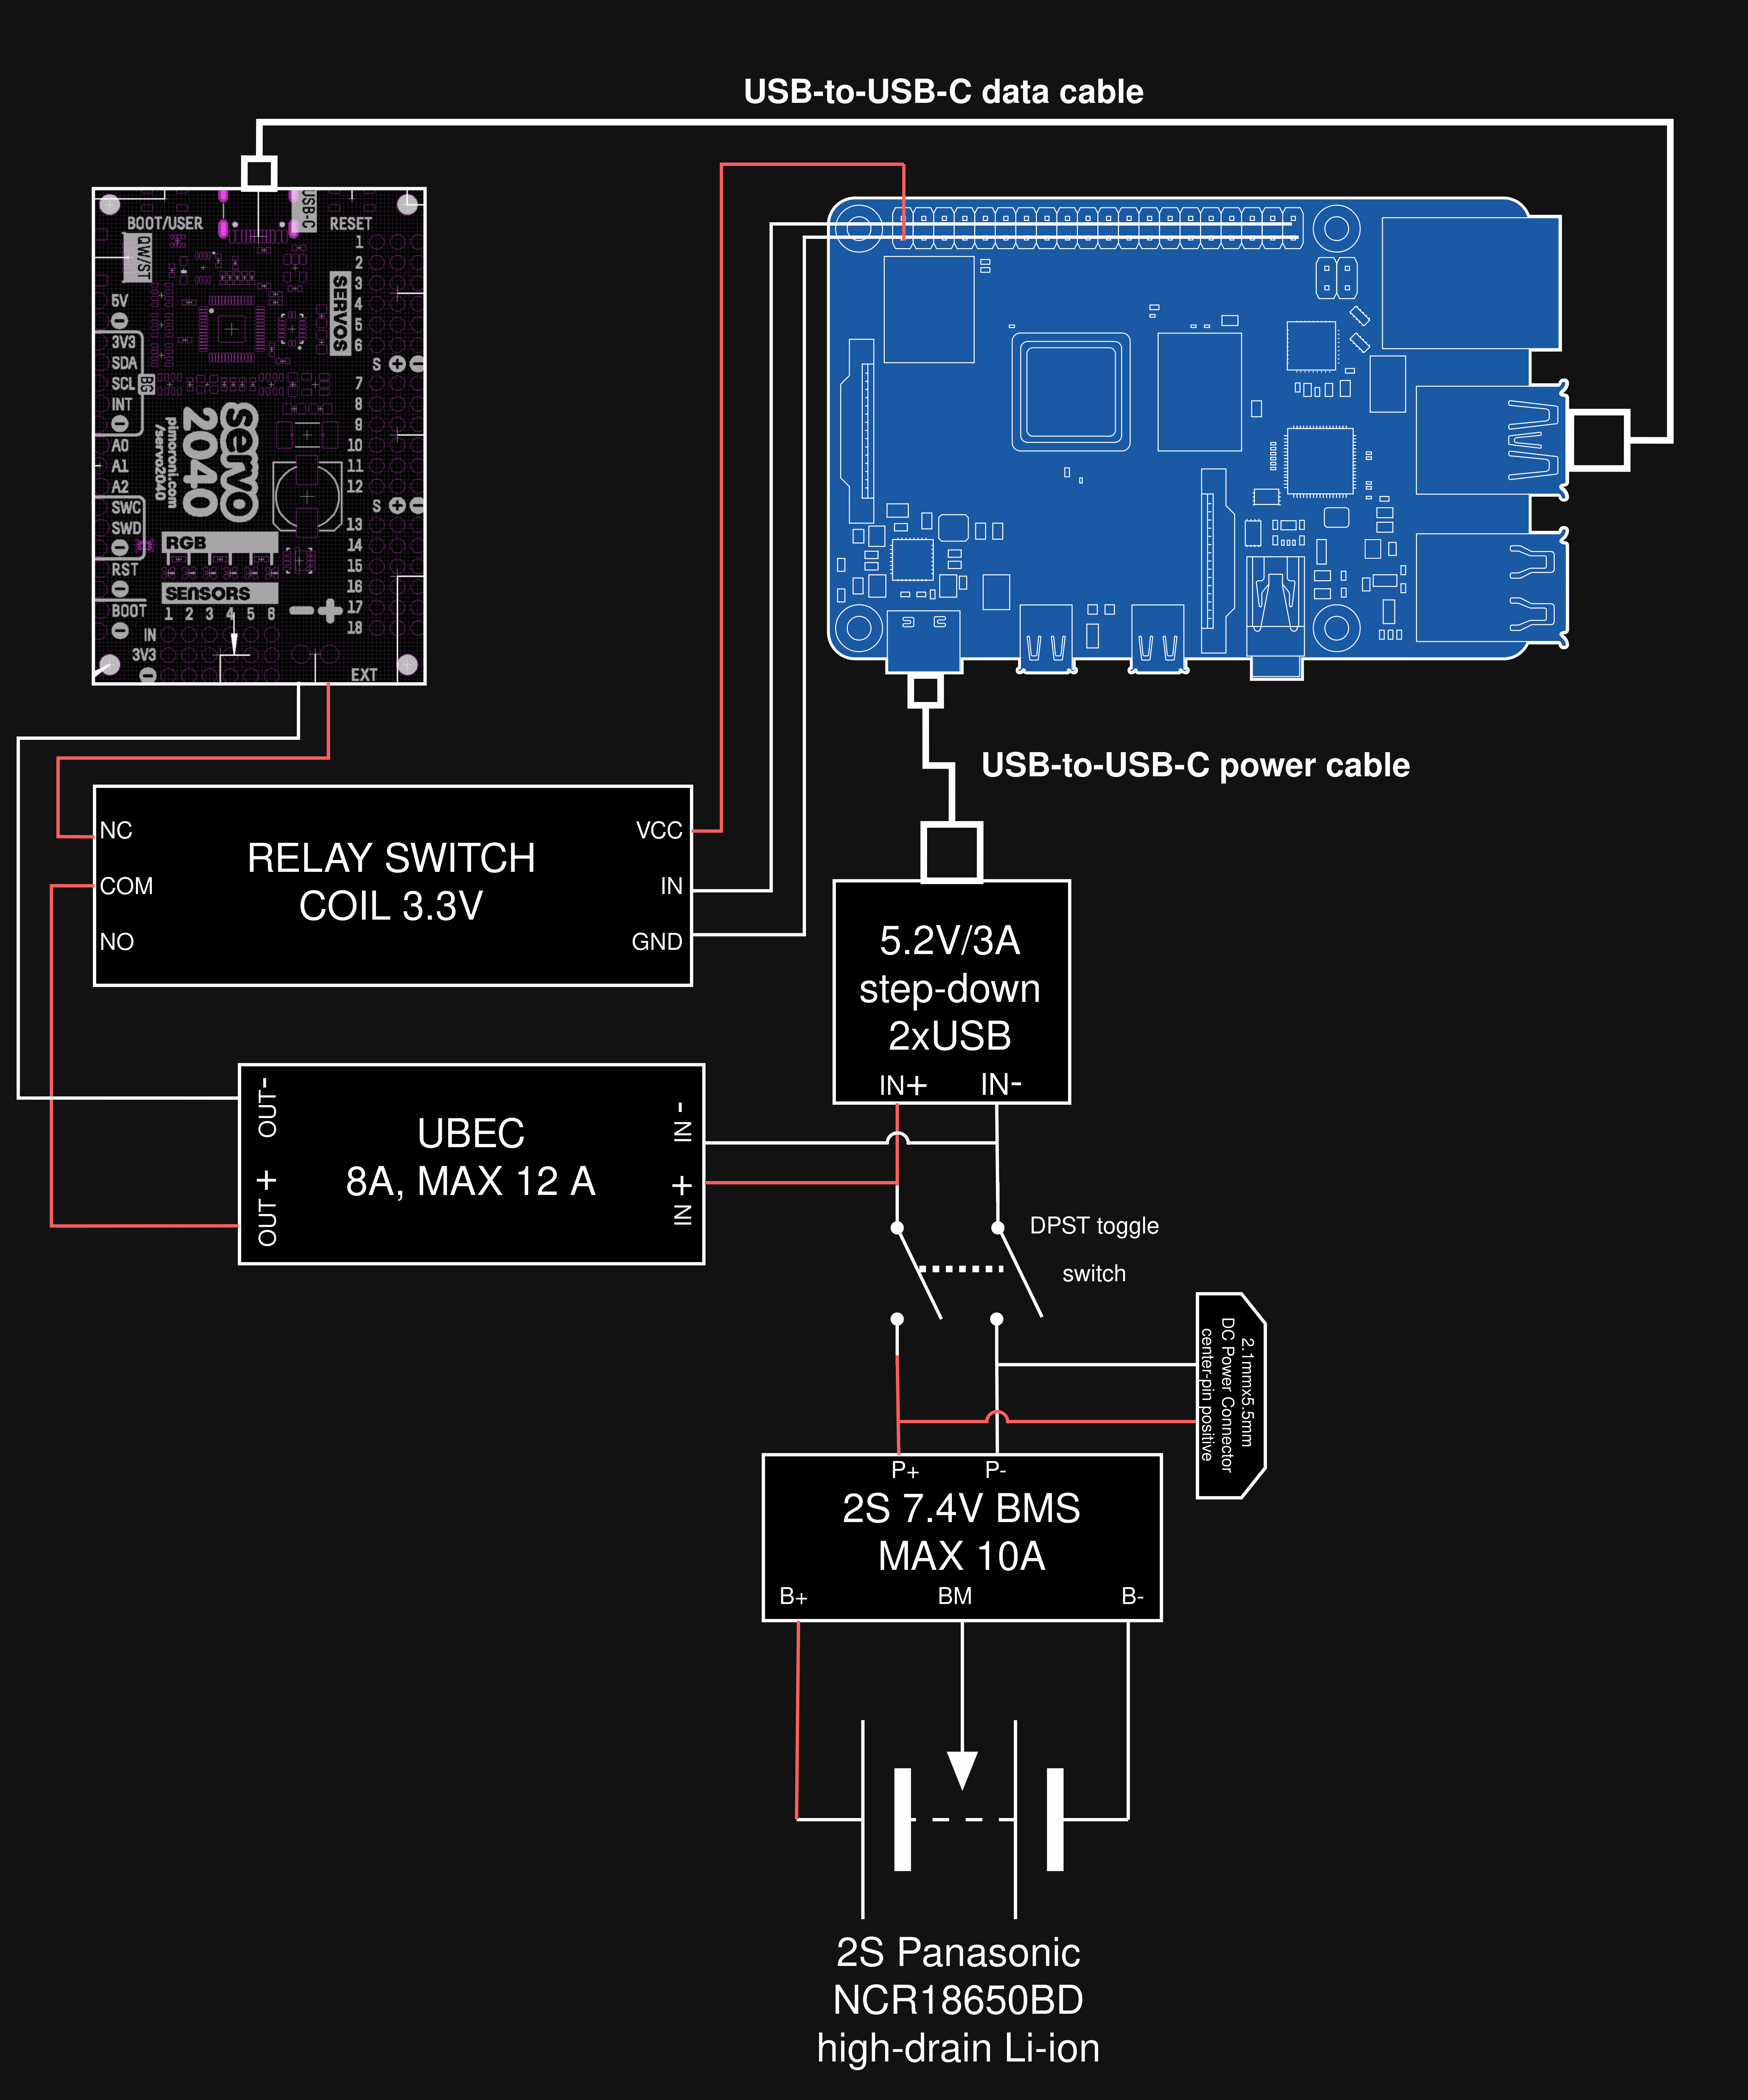 USB-to-USB-C data cable
BOOT/USER
USB-C
RESET
QW/ST
5V
3V3
SDA
SCL
INT
A0
A1
A2
SWC
SWD
RST
BOOT
BG
SERVOS
1
2
3
4
5
6
S + -
7
8
9
10
11
12
S + -
13
14
15
16
17
18
servo
2040
pimoroni.com
/servo2040
RGB
SENSORS
1 2 3 4 5 6
- +
IN
3V3
EXT
USB-to-USB-C power cable
NC
COM
NO
RELAY SWITCH
COIL 3.3V
VCC
IN
GND
5.2V/3A
step-down
2xUSB
IN+ IN-
OUT-
OUT +
UBEC
8A, MAX 12 A
IN -
IN +
DPST toggle
switch
2.1mmx5.5mm
DC Power Connector
center-pin positive
P+ P-
2S 7.4V BMS
MAX 10A
B+ BM B-
2S Panasonic
NCR18650BD
high-drain Li-ion